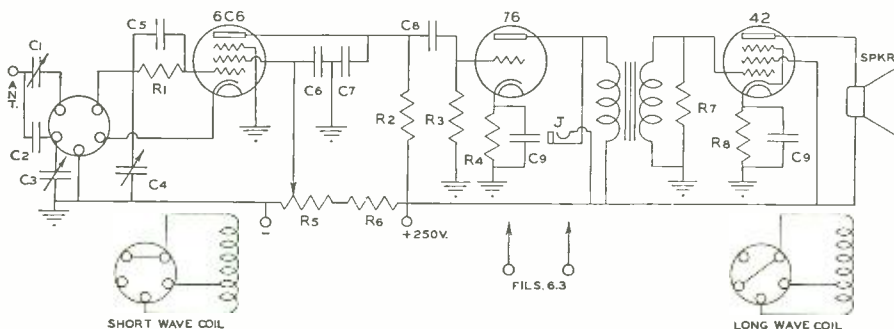 6C6
76
42
C1
C5
C8
SPKR
ANT.
R1
C6
C7
R2
R3
J
R7
C2
R4
C9
R8
C9
C3
C4
R5
R6
-
+250V.
FILS. 6.3
SHORT WAVE COIL
LONG WAVE COIL